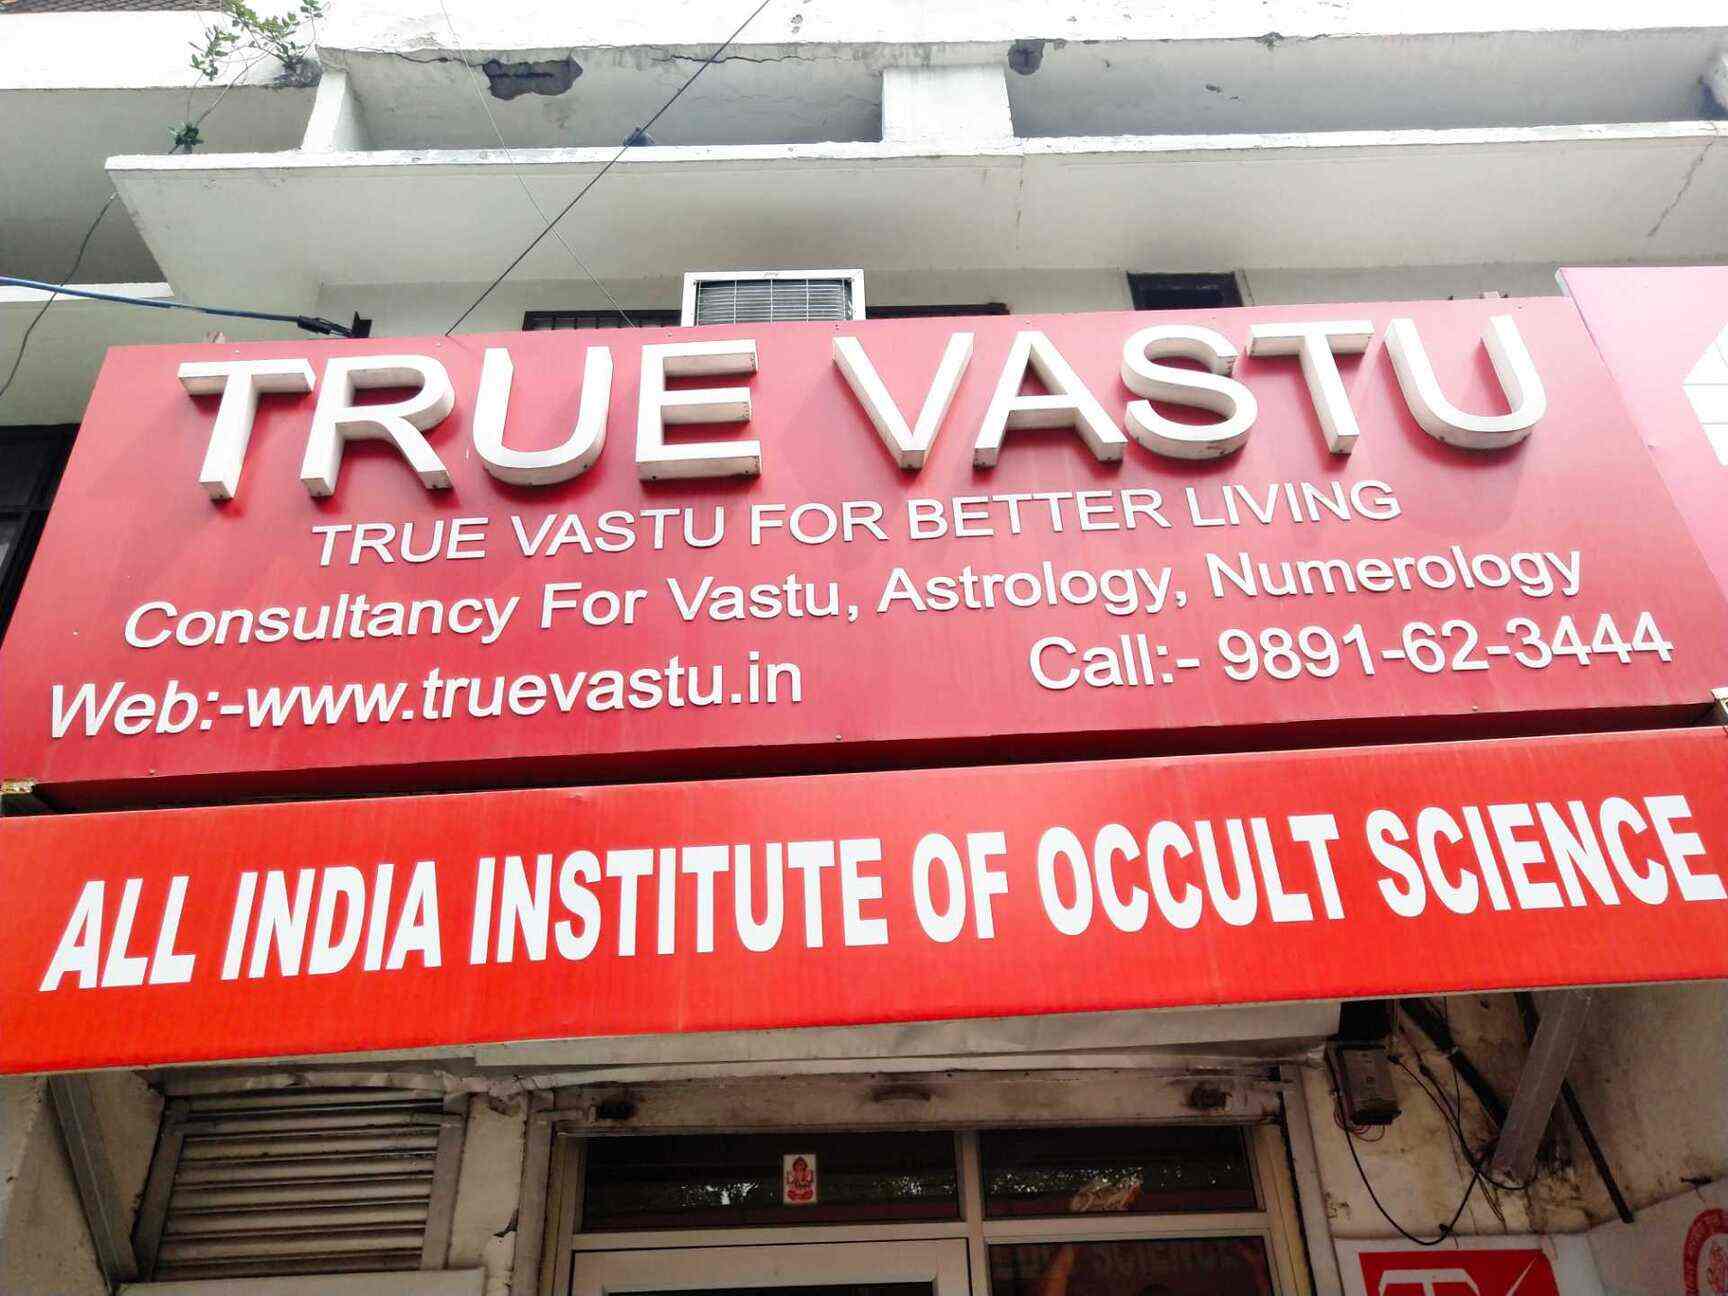 TRUE VASTU
TRUE VASTU FOR BETTER LIVING
Consultancy For Vastu, Astrology, Numerology
Web:-www.truevastu.in Call:- 9891-62-3444
ALL INDIA INSTITUTE OF OCCULT SCIENCE